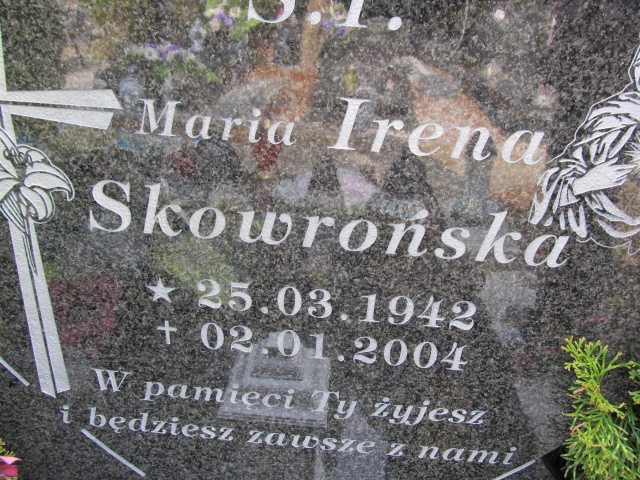 Ś.P.
Maria Irena
Skowrońska
★ 25.03.1942
✝ 02.01.2004
W pamięci Ty żyjesz
i będziesz zawsze z nami